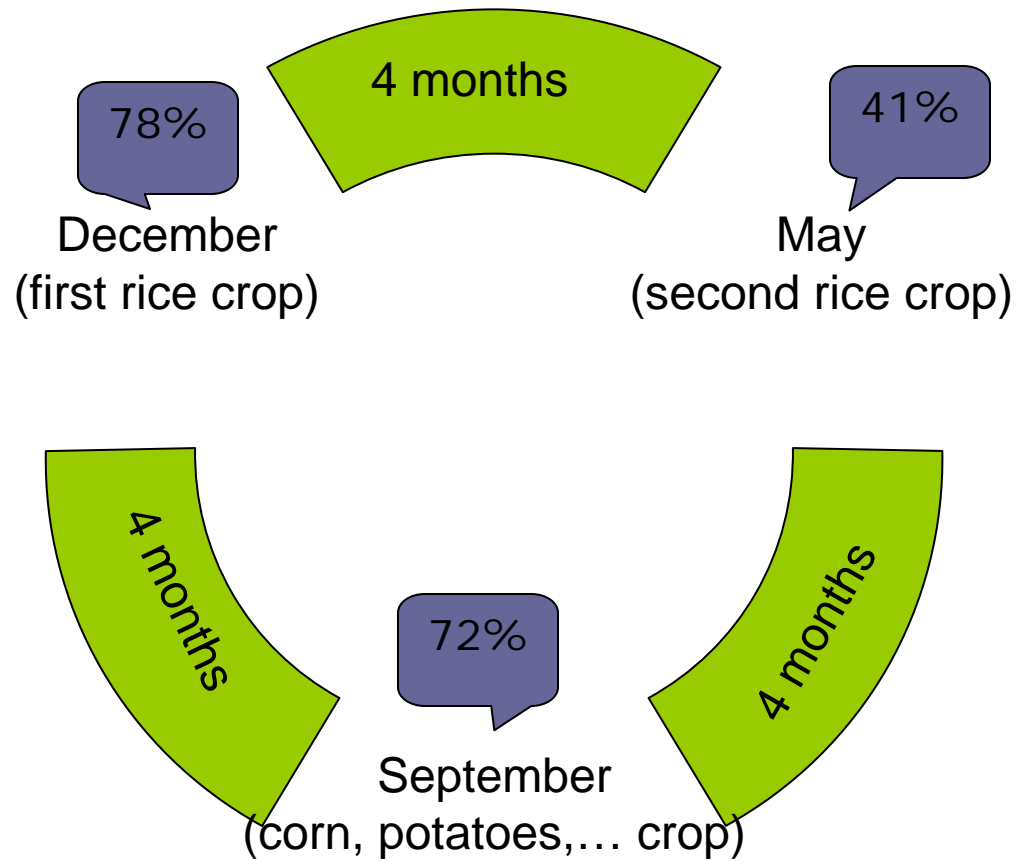 4 months
78%
41%
December
(first rice crop)
May
(second rice crop)
4 months
4 months
72%
September
(corn, potatoes,... crop)